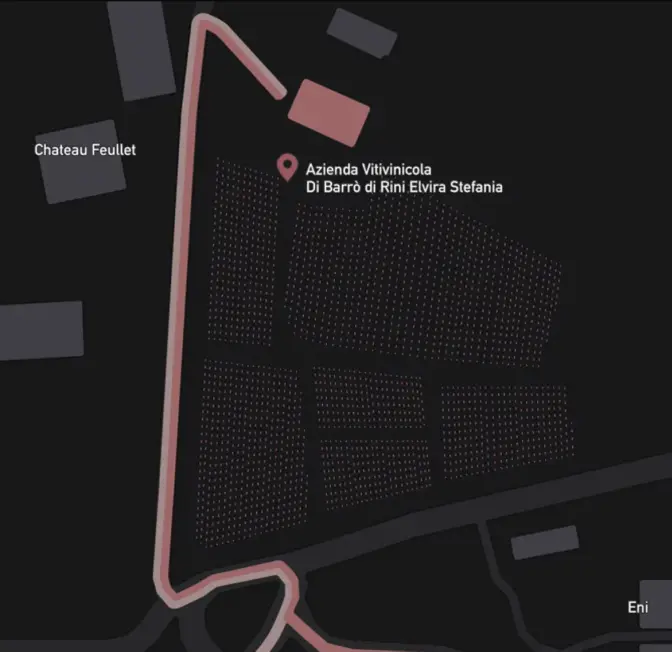 Chateau Feullet
Azienda Vitivinicola
Di Barrò di Rini Elvira Stefania
Eni